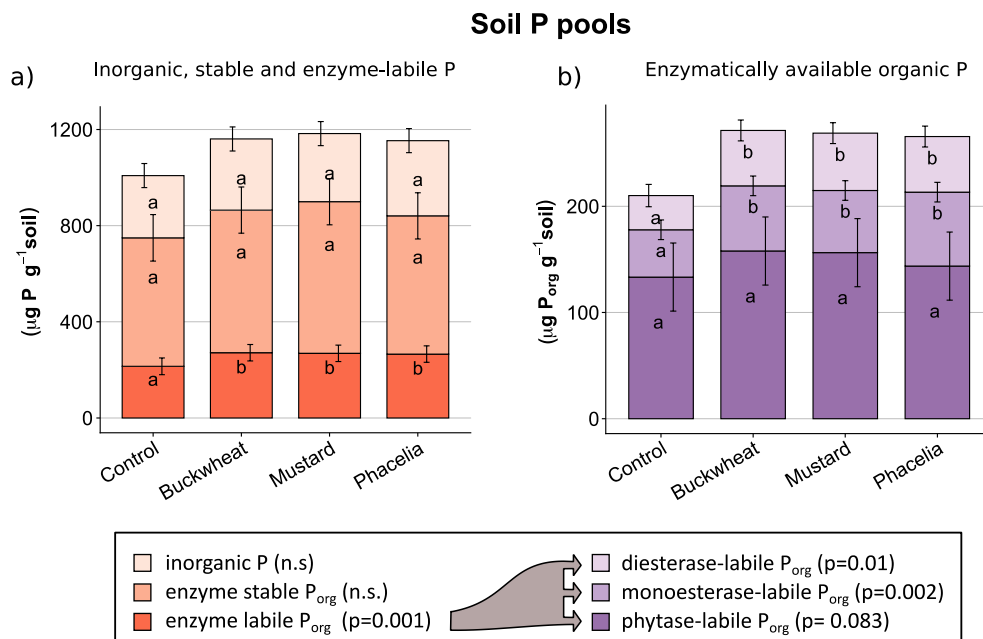 Soil P pools
a)
Inorganic, stable and enzyme-labile P
b)
Enzymatically available organic P
(µg P g⁻¹soil)
1200
800
400
0
a
a
a
a
a
a
a
a
a
b
b
b
Control
Buckwheat
Mustard
Phacelia
(µg Porg g⁻¹soil)
200
100
0
a
b
b
b
a
b
b
b
a
a
a
a
Control
Buckwheat
Mustard
Phacelia
inorganic P (n.s)
enzyme stable Porg (n.s.)
enzyme labile Porg (p=0.001)
diesterase-labile Porg (p=0.01)
monoesterase-labile Porg (p=0.002)
phytase-labile Porg (p= 0.083)